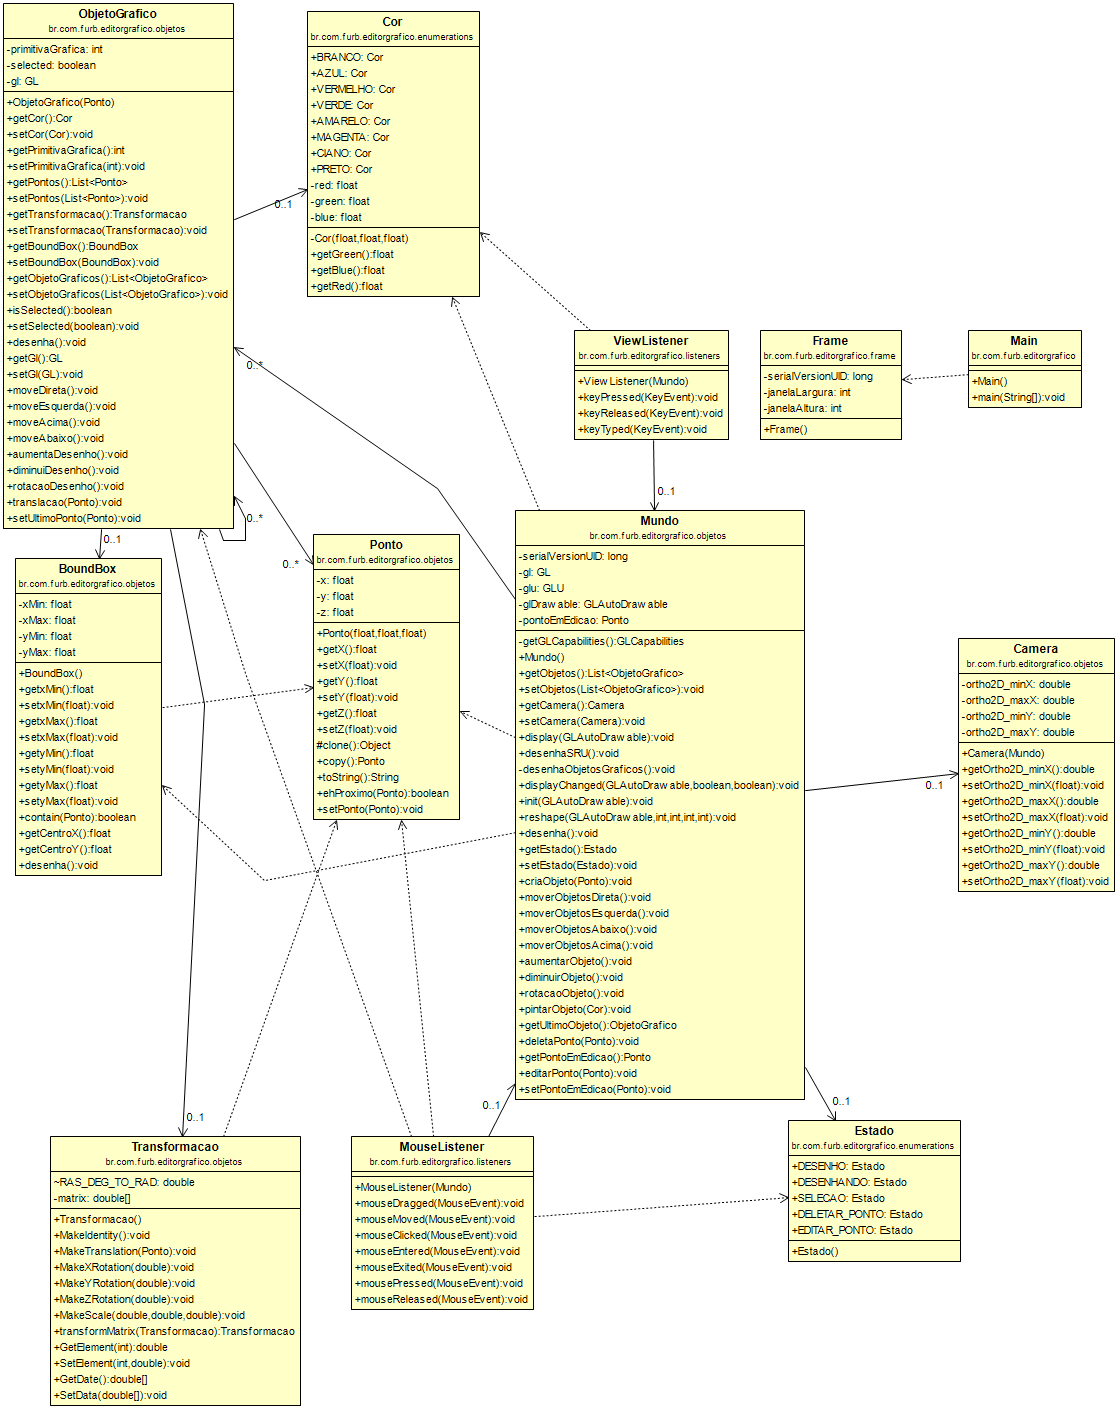 ObjetoGrafico
br.com.furb.editorgrafico.objetos
-primitivaGrafica: int
-selected: boolean
-gl: GL
+ObjetoGrafico(Ponto)
+getCor():Cor
+setCor(Cor):void
+getPrimitivaGrafica():int
+setPrimitivaGrafica(int):void
+getPontos():List<Ponto>
+setPontos(List<Ponto>):void
+getTransformacao():Transformacao
+setTransformacao(Transformacao):void
+getBoundBox():BoundBox
+setBoundBox(BoundBox):void
+getObjetoGraficos():List<ObjetoGrafico>
+setObjetoGraficos(List<ObjetoGrafico>):void
+isSelected():boolean
+setSelected(boolean):void
+desenha():void
+getGl():GL
+setGl(GL):void
+moveDireta():void
+moveEsquerda():void
+moveAcima():void
+moveAbaixo():void
+aumentaDesenho():void
+diminuiDesenho():void
+rotacaoDesenho():void
+translacao(Ponto):void
+setUltimoPonto(Ponto):void
Cor
br.com.furb.editorgrafico.enumerations
+BRANCO: Cor
+AZUL: Cor
+VERMELHO: Cor
+VERDE: Cor
+AMARELO: Cor
+MAGENTA: Cor
+CIANO: Cor
+PRETO: Cor
-red: float
-green: float
-blue: float
-Cor(float,float,float)
+getGreen():float
+getBlue():float
+getRed():float
0..1
0..*
0..*
0..*
0..1
ViewListener
br.com.furb.editorgrafico.listeners
+ViewListener(Mundo)
+keyPressed(KeyEvent):void
+keyReleased(KeyEvent):void
+keyTyped(KeyEvent):void
0..1
Frame
br.com.furb.editorgrafico.frame
-serialVersionUID: long
-janelaLargura: int
-janelaAltura: int
+Frame()
Main
br.com.furb.editorgrafico
+Main()
+main(String[]):void
BoundBox
br.com.furb.editorgrafico.objetos
-xMin: float
-xMax: float
-yMin: float
-yMax: float
+BoundBox()
+getxMin():float
+setxMin(float):void
+getxMax():float
+setxMax(float):void
+getyMin():float
+setyMin(float):void
+getyMax():float
+setyMax(float):void
+contain(Ponto):boolean
+getCentroX():float
+getCentroY():float
+desenha():void
Ponto
br.com.furb.editorgrafico.objetos
-x: float
-y: float
-z: float
+Ponto(float,float,float)
+getX():float
+setX(float):void
+getY():float
+setY(float):void
+getZ():float
+setZ(float):void
#clone():Object
+copy():Ponto
+toString():String
+ehProximo(Ponto):boolean
+setPonto(Ponto):void
Mundo
br.com.furb.editorgrafico.objetos
-serialVersionUID: long
-gl: GL
-glu: GLU
-glDrawable: GLAutoDrawable
-pontoEmEdicao: Ponto
-getGLCapabilities():GLCapabilities
+Mundo()
+getObjetos():List<ObjetoGrafico>
+setObjetos(List<ObjetoGrafico>):void
+getCamera():Camera
+setCamera(Camera):void
+display(GLAutoDrawable):void
+desenhaSRU():void
-desenhaObjetosGraficos():void
+displayChanged(GLAutoDrawable,boolean,boolean):void
+init(GLAutoDrawable):void
+reshape(GLAutoDrawable,int,int,int,int):void
+desenha():void
+getEstado():Estado
+setEstado(Estado):void
+criaObjeto(Ponto):void
+moverObjetosDireta():void
+moverObjetosEsquerda():void
+moverObjetosAbaixo():void
+moverObjetosAcima():void
+aumentarObjeto():void
+diminuirObjeto():void
+rotacaoObjeto():void
+pintarObjeto(Cor):void
+getUltimoObjeto():ObjetoGrafico
+deletaPonto(Ponto):void
+getPontoEmEdicao():Ponto
+editarPonto(Ponto):void
+setPontoEmEdicao(Ponto):void
Camera
br.com.furb.editorgrafico.objetos
-ortho2D_minX: double
-ortho2D_maxX: double
-ortho2D_minY: double
-ortho2D_maxY: double
+Camera(Mundo)
+getOrtho2D_minX():double
+setOrtho2D_minX(float):void
+getOrtho2D_maxX():double
+setOrtho2D_maxX(float):void
+getOrtho2D_minY():double
+setOrtho2D_minY(float):void
+getOrtho2D_maxY():double
+setOrtho2D_maxY(float):void
0..1
0..1
0..1
0..1
Transformacao
br.com.furb.editorgrafico.objetos
~RAS_DEG_TO_RAD: double
-matrix: double[]
+Transformacao()
+MakeIdentity():void
+MakeTranslation(Ponto):void
+MakeXRotation(double):void
+MakeYRotation(double):void
+MakeZRotation(double):void
+MakeScale(double,double,double):void
+transformMatrix(Transformacao):Transformacao
+GetElement(int):double
+SetElement(int,double):void
+GetDate():double[]
+SetData(double[]):void
MouseListener
br.com.furb.editorgrafico.listeners
+MouseListener(Mundo)
+mouseDragged(MouseEvent):void
+mouseMoved(MouseEvent):void
+mouseClicked(MouseEvent):void
+mouseEntered(MouseEvent):void
+mouseExited(MouseEvent):void
+mousePressed(MouseEvent):void
+mouseReleased(MouseEvent):void
Estado
br.com.furb.editorgrafico.enumerations
+DESENHO: Estado
+DESENHANDO: Estado
+SELECAO: Estado
+DELETAR_PONTO: Estado
+EDITAR_PONTO: Estado
+Estado()